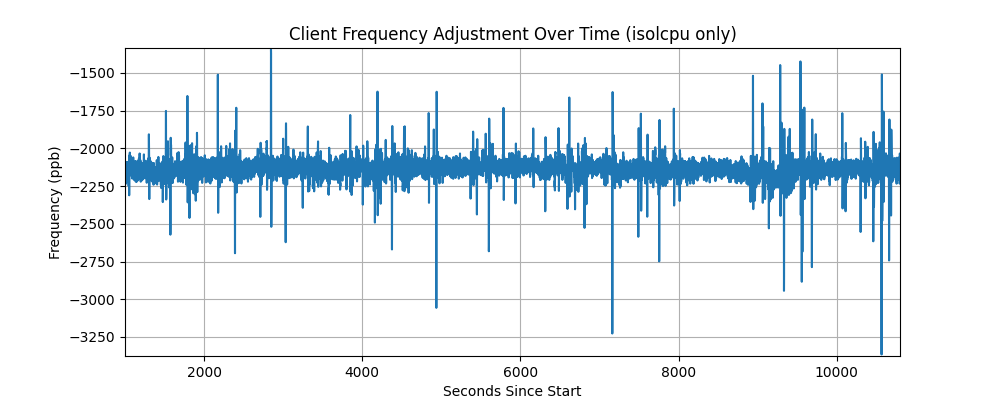 Client Frequency Adjustment Over Time (isolcpu only)
Frequency (ppb)
−1500
−1750
−2000
−2250
−2500
−2750
−3000
−3250
2000 4000 6000 8000 10000
Seconds Since Start